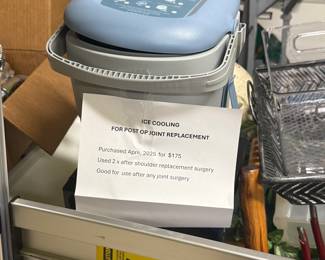 ICE COOLING
FOR POST OP JOINT REPLACEMENT
Purchased April, 2025 for $175
Used 2 x after shoulder replacement surgery
Good for use after any joint surgery